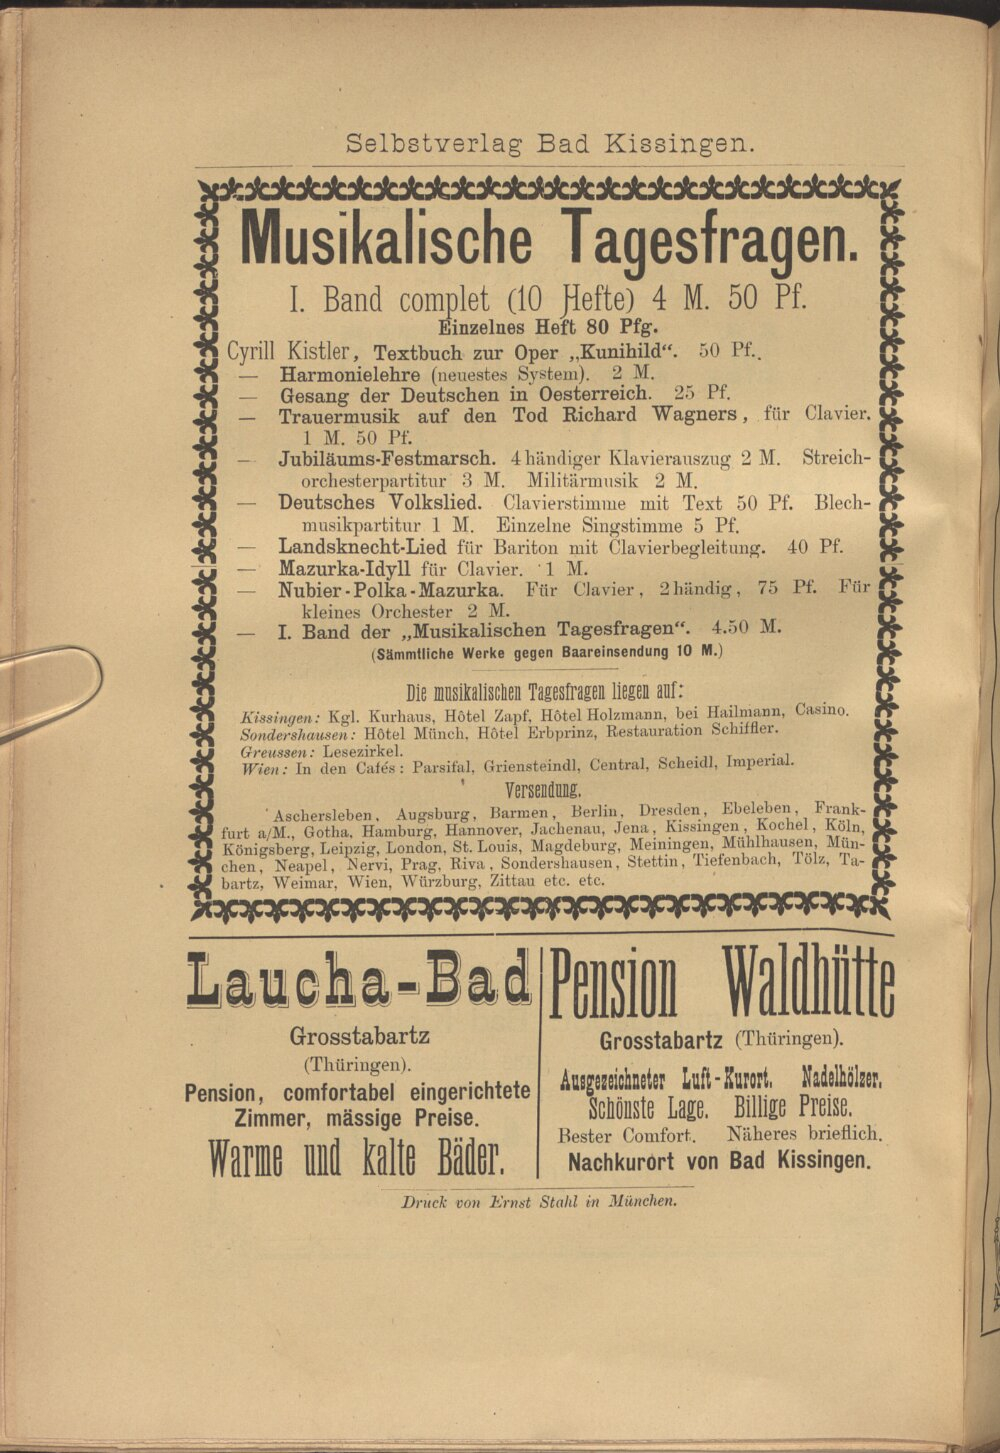 Selbstverlag Bad Kissingen.
Musikalische Tagesfragen.
I. Band complet (10 Hefte) 4 M. 50 Pf.
Einzelnes Heft 80 Pfg.
Cyrill Kistler, Textbuch zur Oper „Kunihild“. 50 Pf.
— Harmonielehre (neuestes System). 2 M.
— Gesang der Deutschen in Oesterreich. 25 Pf.
— Trauermusik auf den Tod Richard Wagners, für Clavier.
1 M. 50 Pf.
— Jubiläums-Festmarsch. 4händiger Klavierauszug 2 M. Streich-
orchesterpartitur 3 M. Militärmusik 2 M.
— Deutsches Volkslied. Clavierstimme mit Text 50 Pf. Blech-
musikpartitur 1 M. Einzelne Singstimme 5 Pf.
— Landsknecht-Lied für Bariton mit Clavierbegleitung. 40 Pf.
— Mazurka-Idyll für Clavier. 1 M.
— Nubier-Polka-Mazurka. Für Clavier, 2händig, 75 Pf. Für
kleines Orchester 2 M.
— I. Band der „Musikalischen Tagesfragen“. 4.50 M.
(Sämmtliche Werke gegen Baareinsendung 10 M.)
Die musikalischen Tagesfragen liegen auf:
Kissingen: Kgl. Kurhaus, Hôtel Zapf, Hôtel Holzmann, bei Hailmann, Casino.
Sondershausen: Hôtel Münch, Hôtel Erbprinz, Restauration Schiffler.
Greussen: Lesezirkel.
Wien: In den Cafés: Parsifal, Griensteindl, Central, Scheidl, Imperial.
Versendung.
Aschersleben, Augsburg, Barmen, Berlin, Dresden, Ebeleben, Frank-
furt a/M., Gotha, Hamburg, Hannover, Jachenau, Jena, Kissingen, Kochel, Köln,
Königsberg, Leipzig, London, St. Louis, Magdeburg, Meiningen, Mühlhausen, Mün-
chen, Neapel, Nervi, Prag, Riva, Sondershausen, Stettin, Tiefenbach, Tölz, Ta-
bartz, Weimar, Wien, Würzburg, Zittau etc. etc.
Laucha-Bad
Grosstabartz
(Thüringen).
Pension, comfortabel eingerichtete
Zimmer, mässige Preise.
Warme und kalte Bäder.
Pension Waldhütte
Grosstabartz (Thüringen).
Ausgezeichneter Luft-Kurort. Nadelhölzer.
Schönste Lage. Billige Preise.
Bester Comfort. Näheres brieflich.
Nachkurort von Bad Kissingen.
Druck von Ernst Stahl in München.